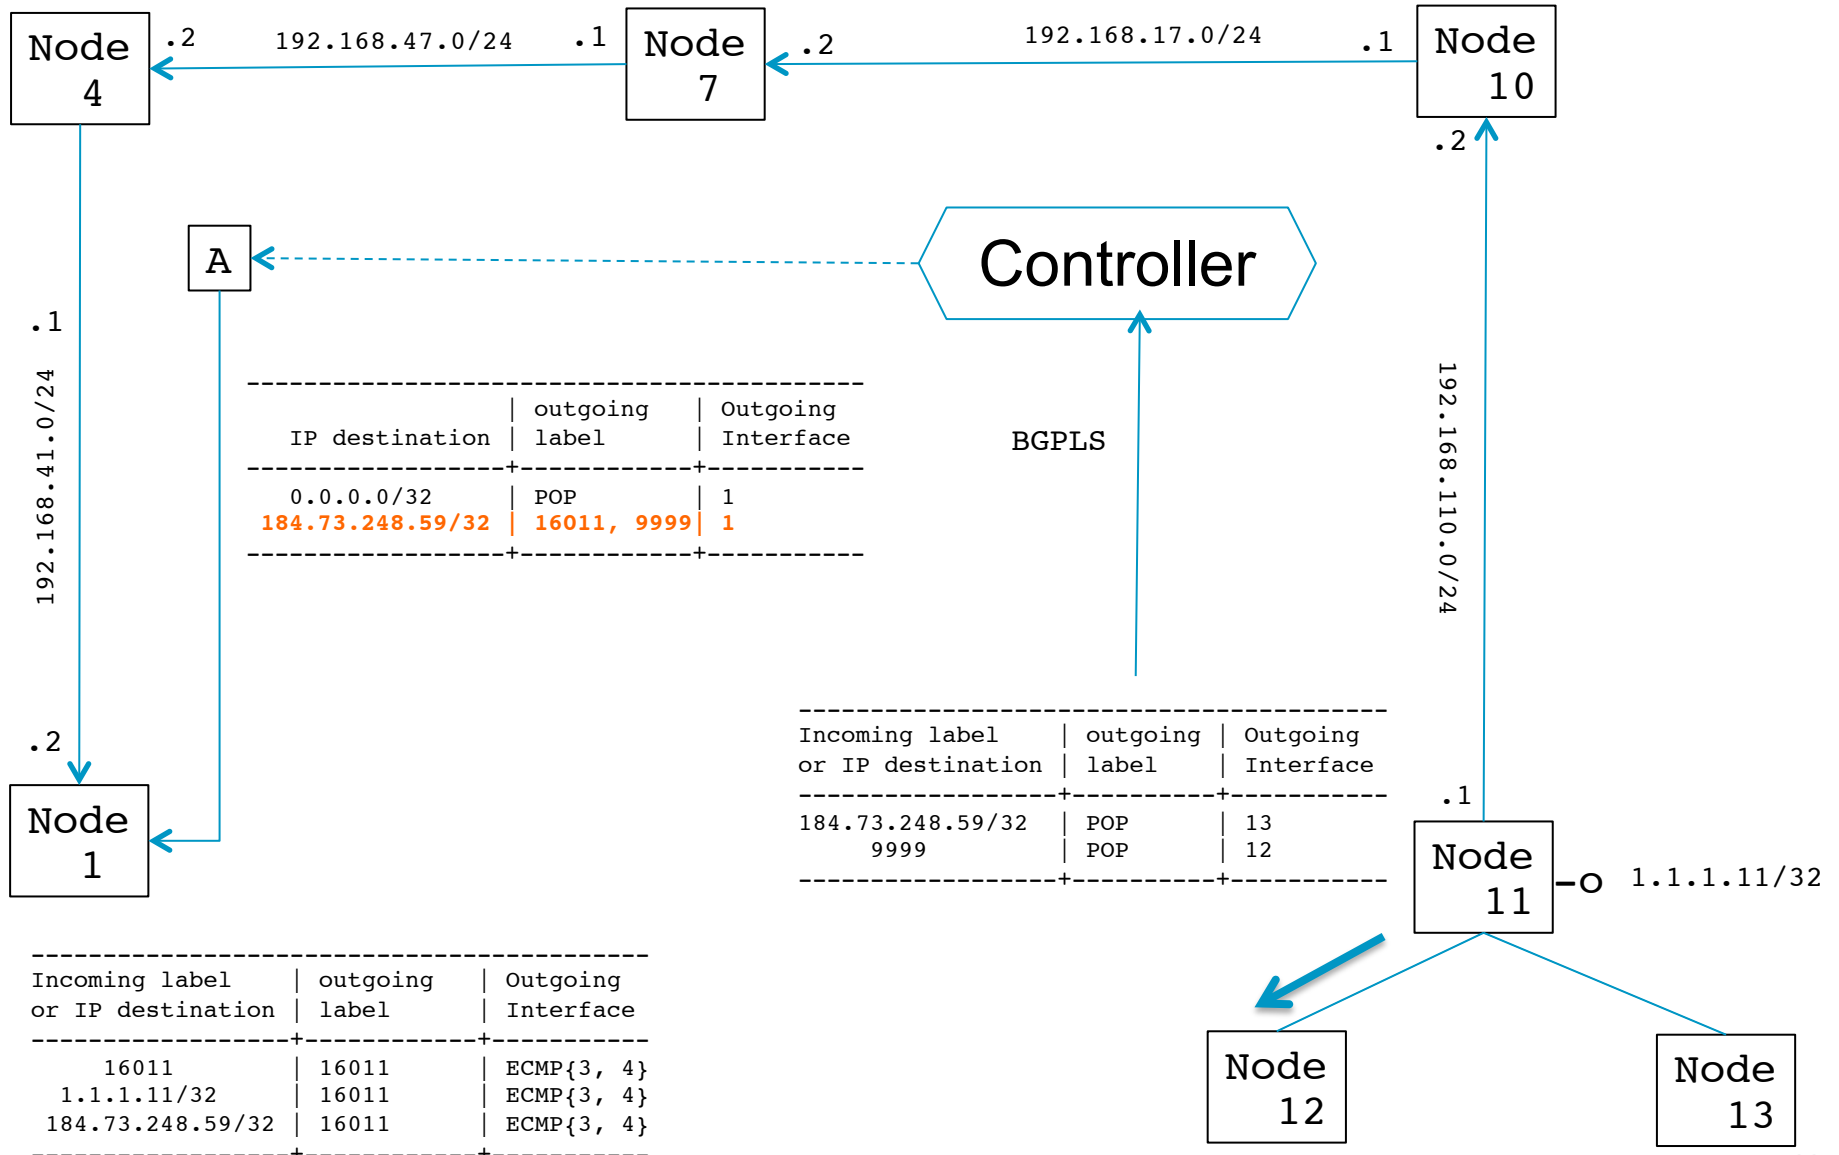 Node
4
.2
192.168.47.0/24
.1
Node
7
.2
192.168.17.0/24
.1
Node
10
.2
A
Controller
.1
192.168.41.0/24
.2
------------------------------------------
| outgoing | Outgoing
IP destination | label | Interface
------------------+------------+-----------
0.0.0.0/32 | POP | 1
184.73.248.59/32 | 16011, 9999| 1
------------------+------------+-----------
BGPLS
192.168.110.0/24
.1
Node
1
-----------------------------------------
Incoming label | outgoing | Outgoing
or IP destination | label | Interface
------------------+----------+-----------
184.73.248.59/32 | POP | 13
9999 | POP | 12
------------------+----------+-----------
Node
11
-o 1.1.1.11/32
-------------------------------------------
Incoming label | outgoing | Outgoing
or IP destination | label | Interface
------------------+------------+-----------
16011 | 16011 | ECMP{3, 4}
1.1.1.11/32 | 16011 | ECMP{3, 4}
184.73.248.59/32 | 16011 | ECMP{3, 4}
------------------+------------+-----------
Node
12
Node
13